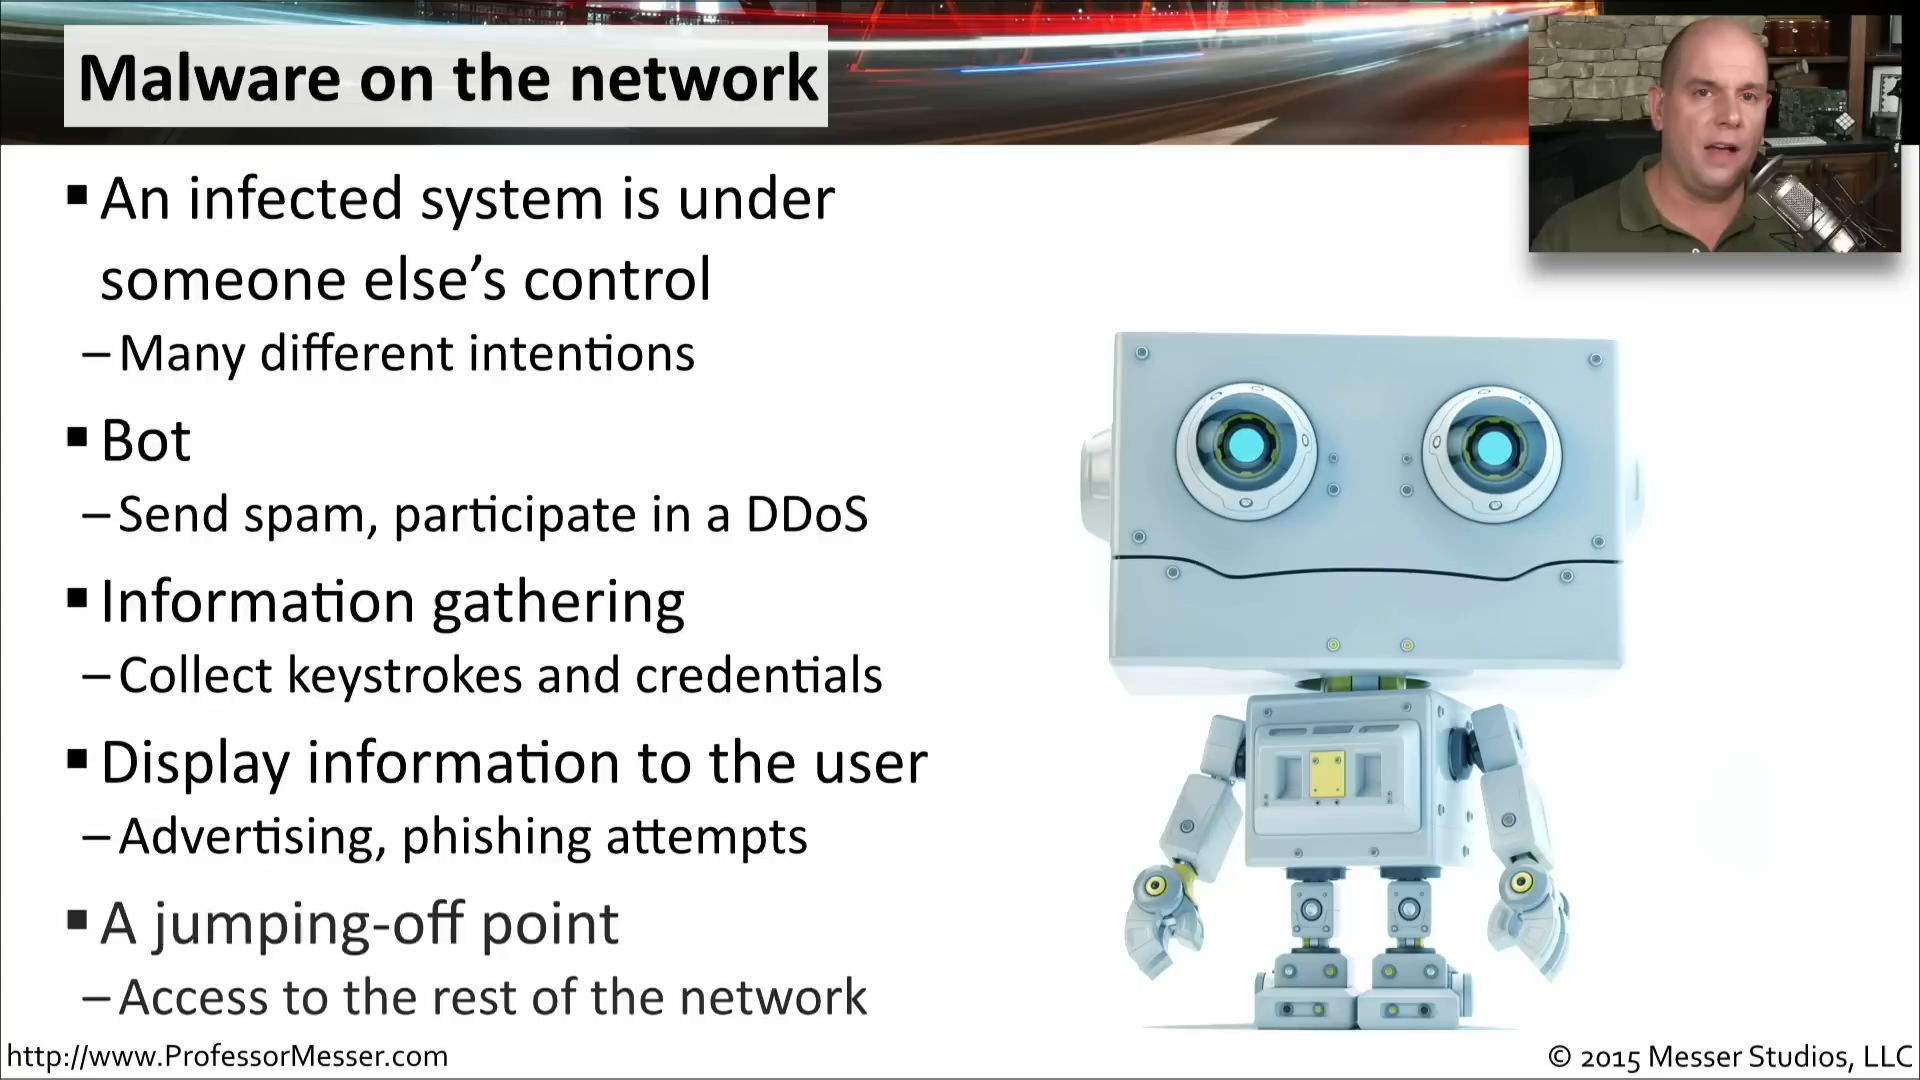 Malware on the network
▪ An infected system is under
someone else’s control
– Many different intentions
▪ Bot
– Send spam, participate in a DDoS
▪ Information gathering
– Collect keystrokes and credentials
▪ Display information to the user
– Advertising, phishing attempts
▪ A jumping-off point
– Access to the rest of the network
http://www.ProfessorMesser.com
© 2015 Messer Studios, LLC